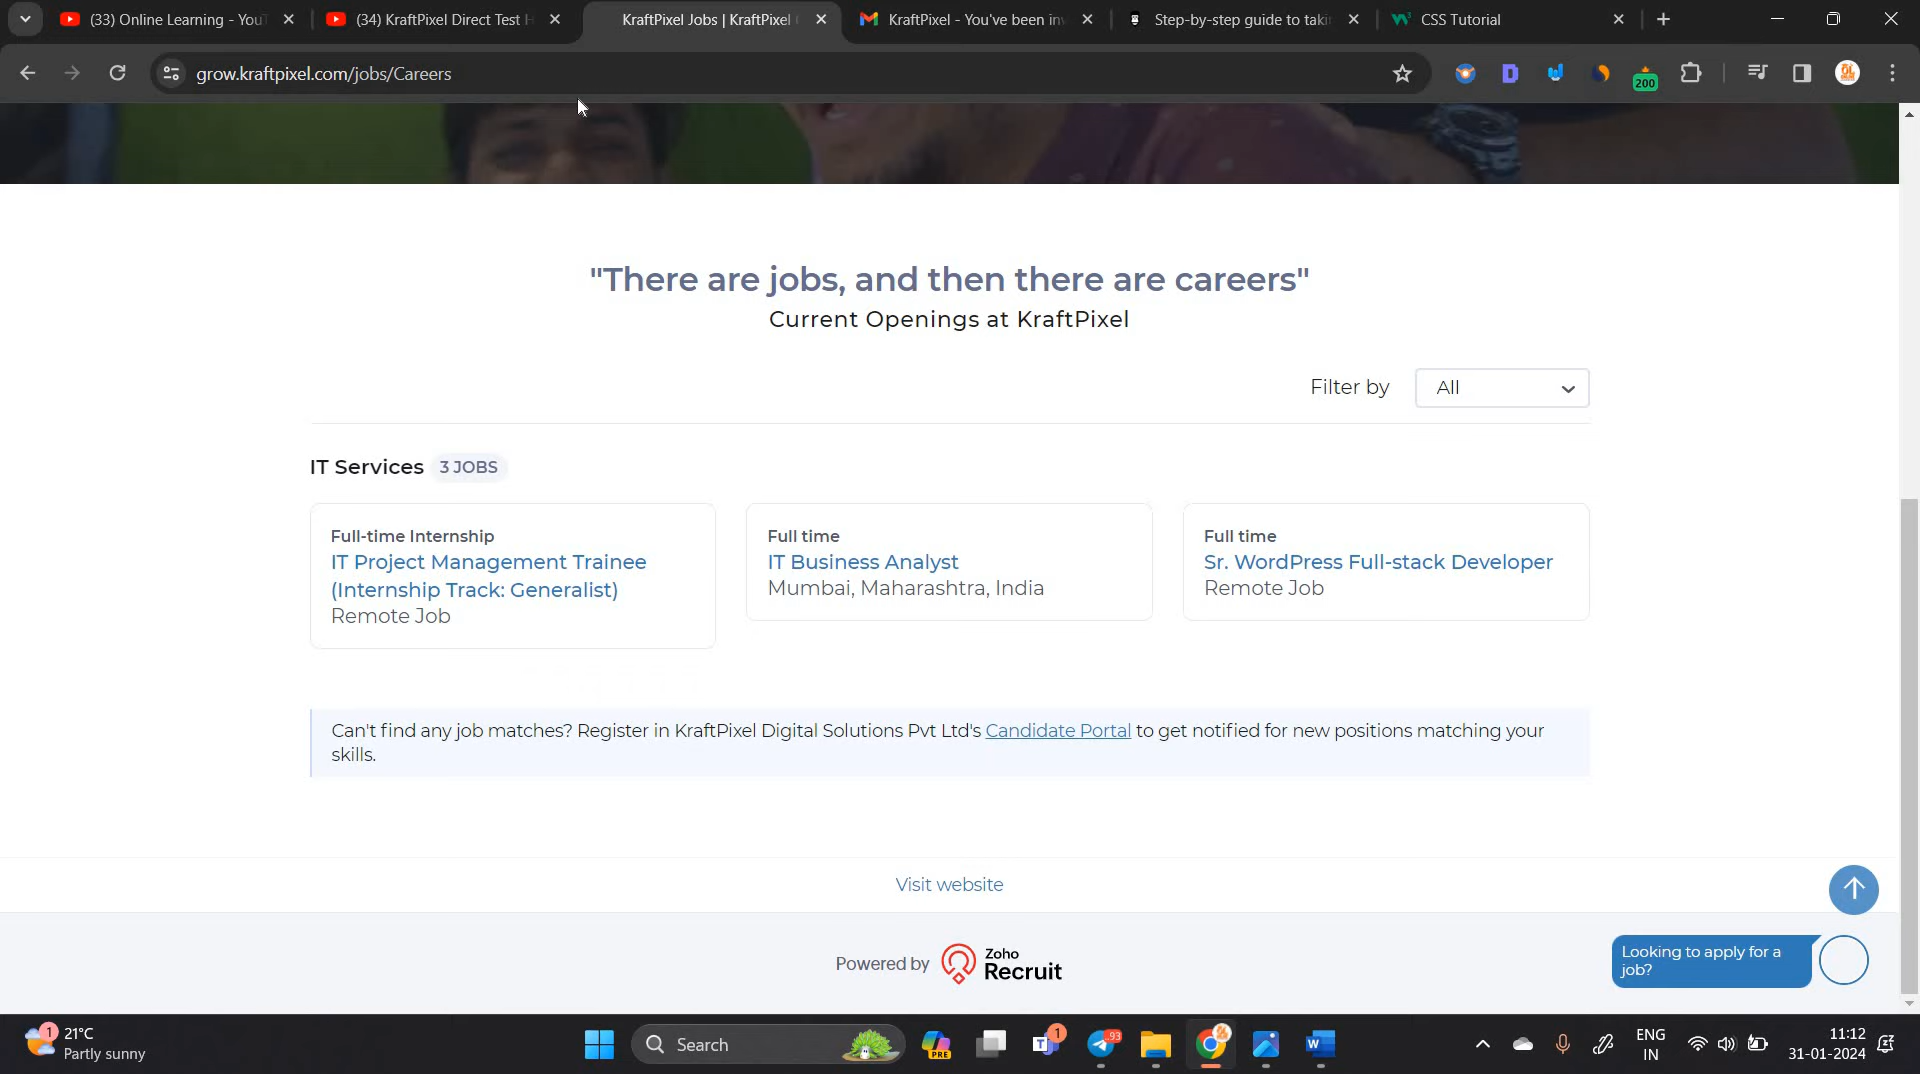 (33) Online Learning - YouT
(34) KraftPixel Direct Test H
KraftPixel Jobs | KraftPixel
KraftPixel - You've been inv
Step-by-step guide to taki
CSS Tutorial
grow.kraftpixel.com/jobs/Careers
200
"There are jobs, and then there are careers"
Current Openings at KraftPixel
Filter by
All
IT Services 3 JOBS
Full-time Internship
IT Project Management Trainee
(Internship Track: Generalist)
Remote Job
Full time
IT Business Analyst
Mumbai, Maharashtra, India
Full time
Sr. WordPress Full-stack Developer
Remote Job
Can't find any job matches? Register in KraftPixel Digital Solutions Pvt Ltd's Candidate Portal to get notified for new positions matching your
skills.
Visit website
Powered by Zoho Recruit
Looking to apply for a
job?
1
21°C
Partly sunny
Search
PRE
1
93
W
ENG
IN
11:12
31-01-2024